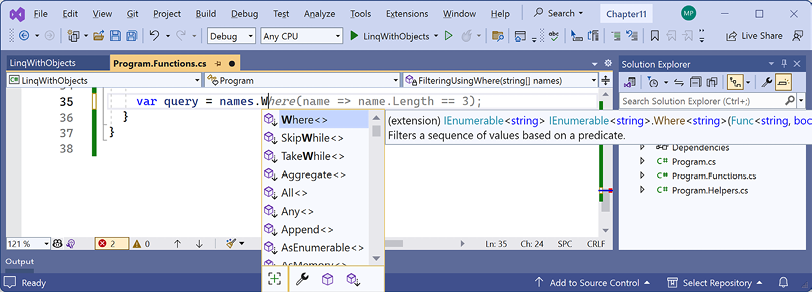 File Edit View Git Project Build Debug Search Chapter11 MP
Test Analyze Tools Extensions Window Help
Debug Any CPU LinqWithObjects Live Share
LinqWithObjects Program.Functions.cs
LinqWithObjects Program FilteringUsingWhere(string[] names)
35 var query = names.Where(name => name.Length == 3);
36 }
37 }
38
Where<>
SkipWhile<>
TakeWhile<>
Aggregate<>
All<>
Any<>
Append<>
AsEnumerable<>
AsMemory<>
(extension) IEnumerable<string> IEnumerable<string>.Where<string>(Func<string, boo
Filters a sequence of values based on a predicate.
Solution Explorer
Search Solution Explorer (Ctrl+;)
Dependencies
Program.cs
Program.Functions.cs
Program.Helpers.cs
121 % 2 0 Ln: 35 Ch: 24 SPC CRLF
Output
Ready Add to Source Control Select Repository